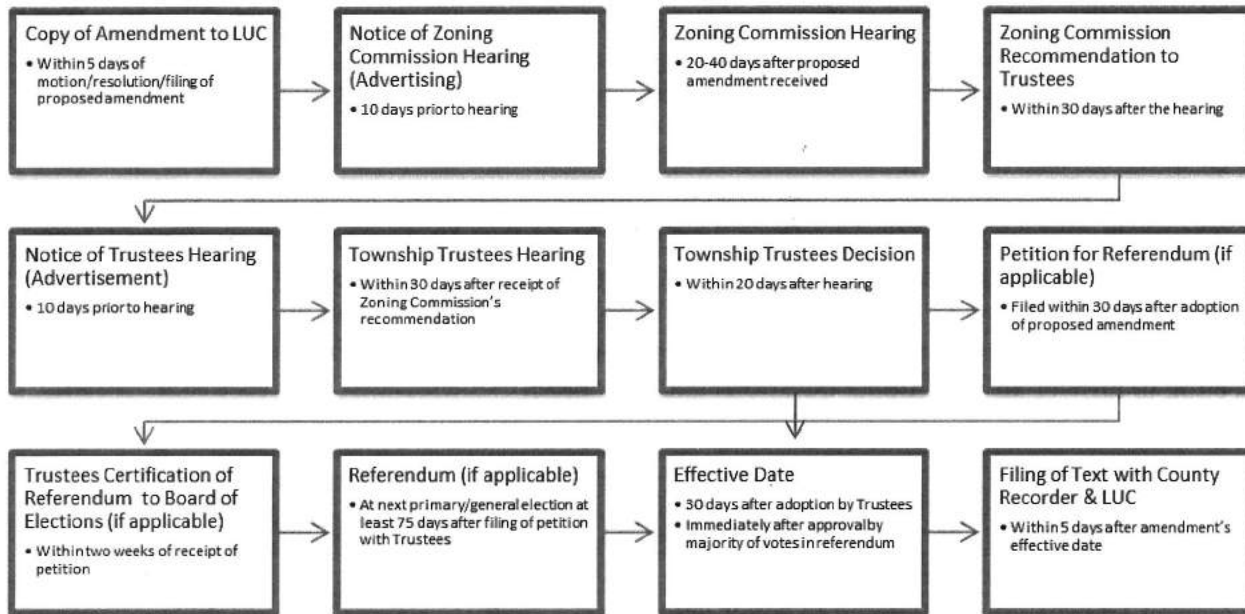 Copy of Amendment to LUC
• Within 5 days of
motion/resolution/filing of
proposed amendment
Notice of Zoning
Commission Hearing
(Advertising)
• 10 days prior to hearing
Zoning Commission Hearing
• 20-40 days after proposed
amendment received
Zoning Commission
Recommendation to
Trustees
• Within 30 days after the hearing
Notice of Trustees Hearing
(Advertisement)
• 10 days prior to hearing
Township Trustees Hearing
• Within 30 days after receipt of
Zoning Commission's
recommendation
Township Trustees Decision
• Within 20 days after hearing
Petition for Referendum (if
applicable)
• Filed within 30 days after adoption
of proposed amendment
Trustees Certification of
Referendum to Board of
Elections (if applicable)
• Within two weeks of receipt of
petition
Referendum (if applicable)
• At next primary/general election at
least 75 days after filing of petition
with Trustees
Effective Date
• 30 days after adoption by Trustees
• Immediately after approval by
majority of votes in referendum
Filing of Text with County
Recorder & LUC
• Within 5 days after amendment's
effective date